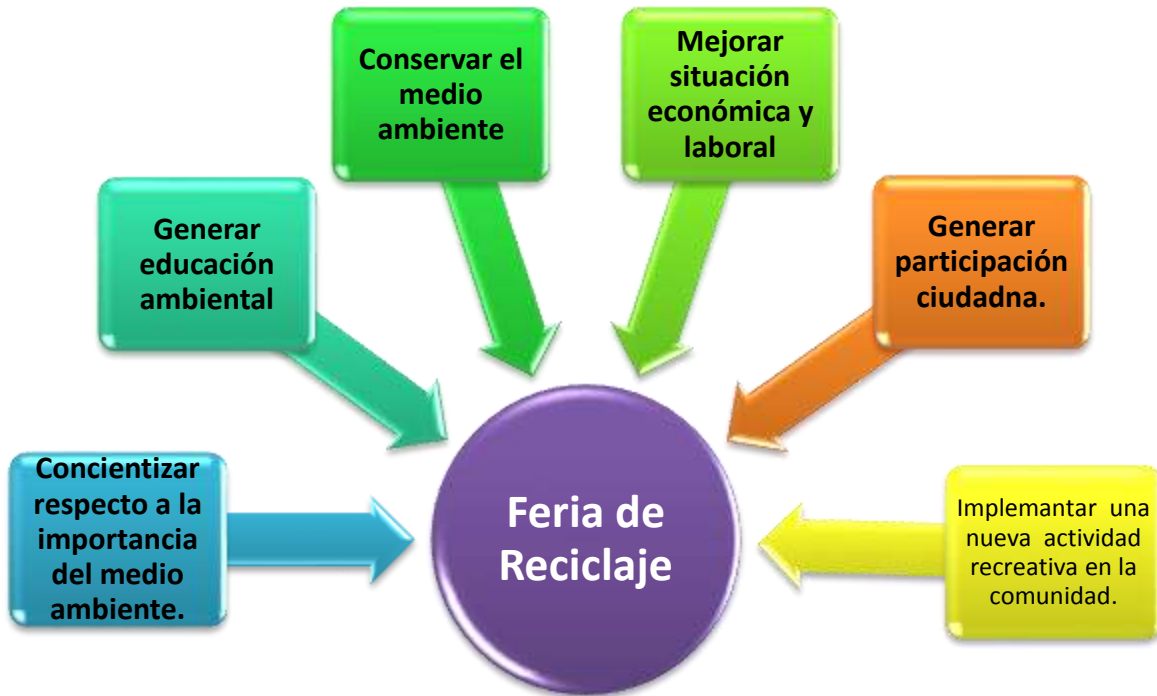 Conservar el
medio
ambiente
Mejorar
situación
económica y
laboral
Generar
educación
ambiental
Generar
participación
ciudadna.
Concientizar
respecto a la
importancia
del medio
ambiente.
Feria de
Reciclaje
Implemantar una
nueva actividad
recreativa en la
comunidad.